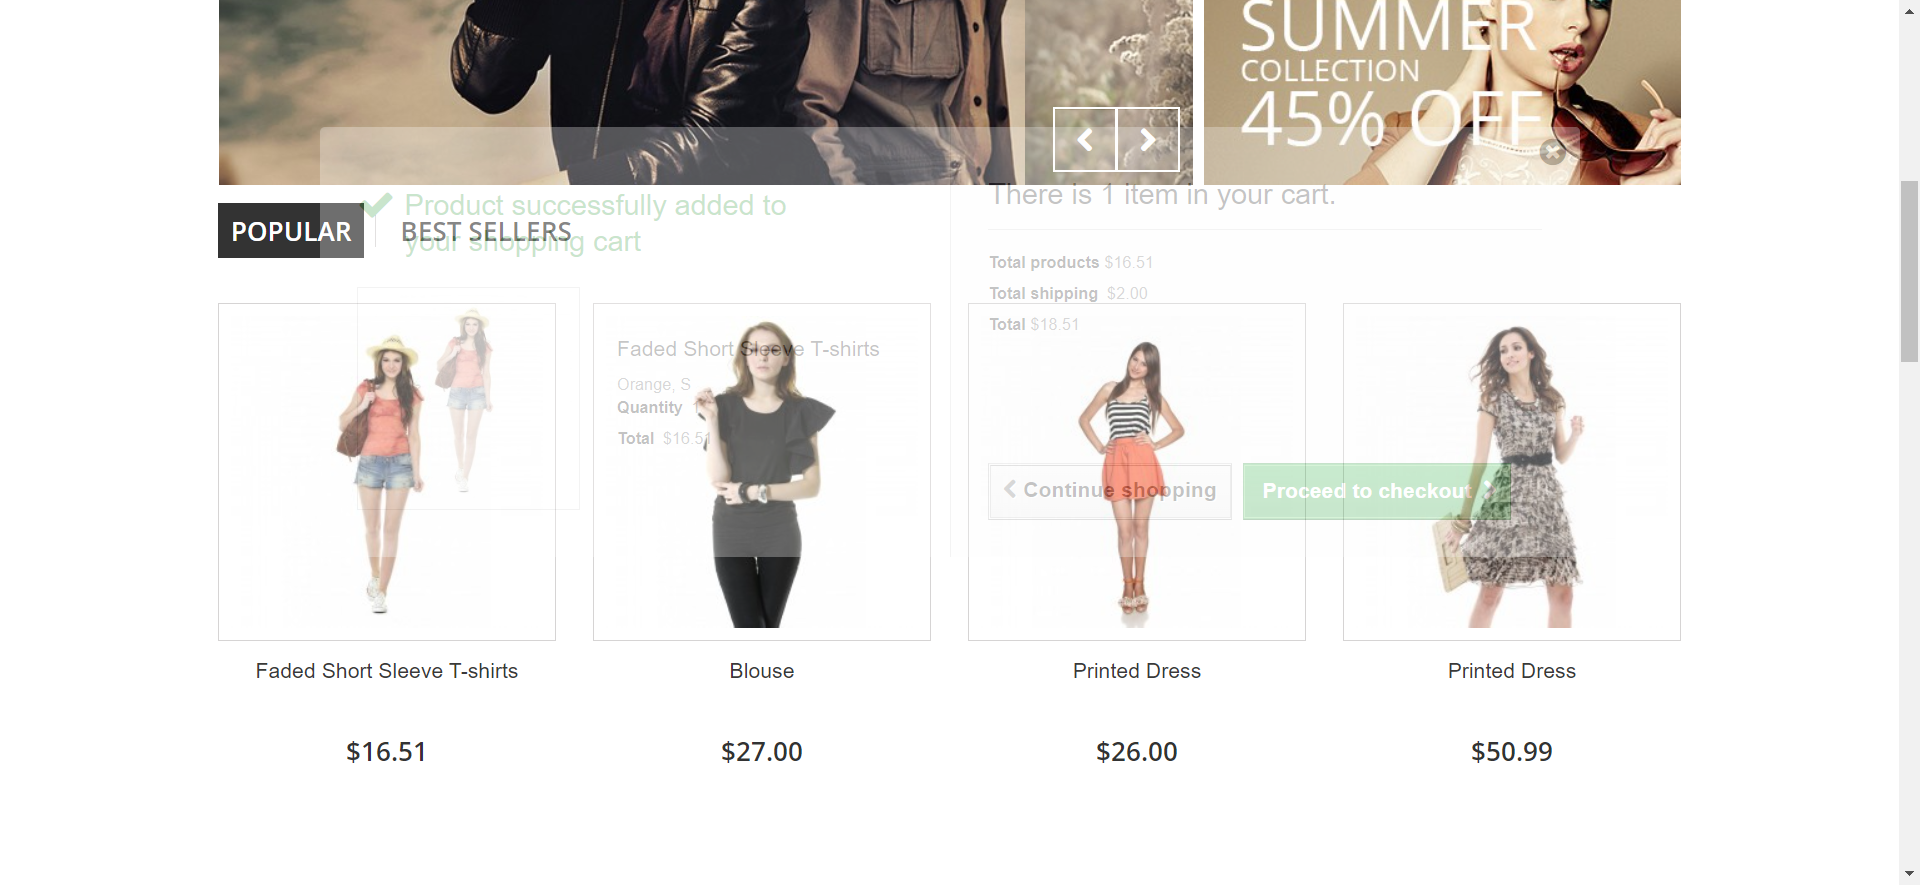 SUMMER
COLLECTION
45% OFF
Product successfully added to
your shopping cart
There is 1 item in your cart.
POPULAR
BEST SELLERS
Total products $16.51
Total shipping $2.00
Total $18.51
Faded Short Sleeve T-shirts
Orange, S
Quantity
Total $16.51
Continue shopping
Proceed to checkout
Faded Short Sleeve T-shirts
Blouse
Printed Dress
Printed Dress
$16.51
$27.00
$26.00
$50.99